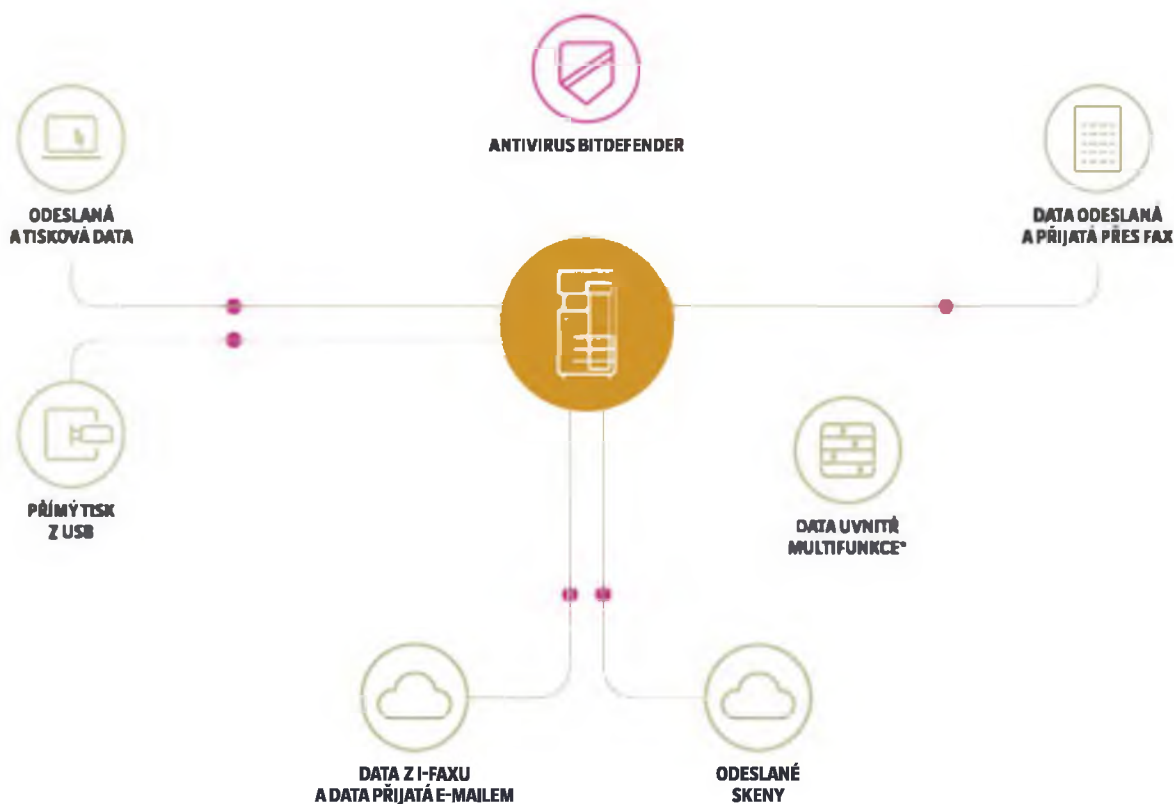 ANTIVIRUS BITDEFENDER
ODESLANÁ
A TISKOVÁ DATA
DATA ODESLANÁ
A PŘIJATÁ PŘES FAX
PŘÍMÝ TISK
Z USB
DATA UVNITŘ
MULTIFUNKCE*
DATA Z I-FAXU
A DATA PŘIJATÁ E-MAILEM
ODESLANÉ
SKENY